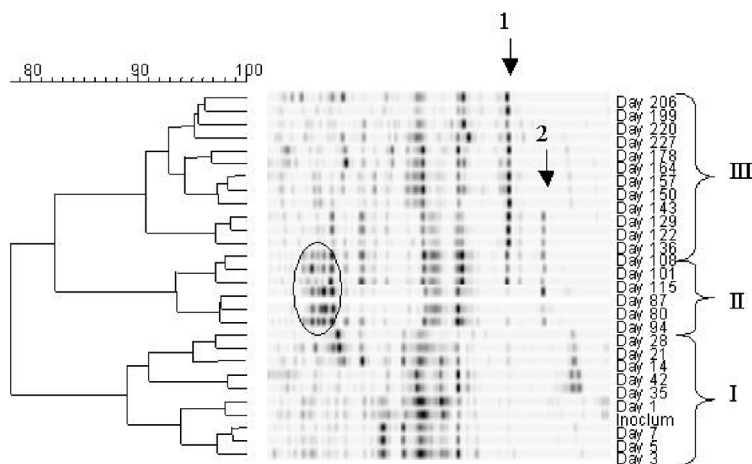 1
80 90 100
Day 206
Day 199
Day 220
Day 227
2
Day 178
Day 164
III
Day 157
Day 150
Day 143
Day 129
Day 122
Day 136
Day 108
Day 101
Day 115
II
Day 87
Day 80
Day 94
Day 28
Day 21
Day 14
Day 42
I
Day 35
Day 1
Inoclum
Day 7
Day 5
Day 3